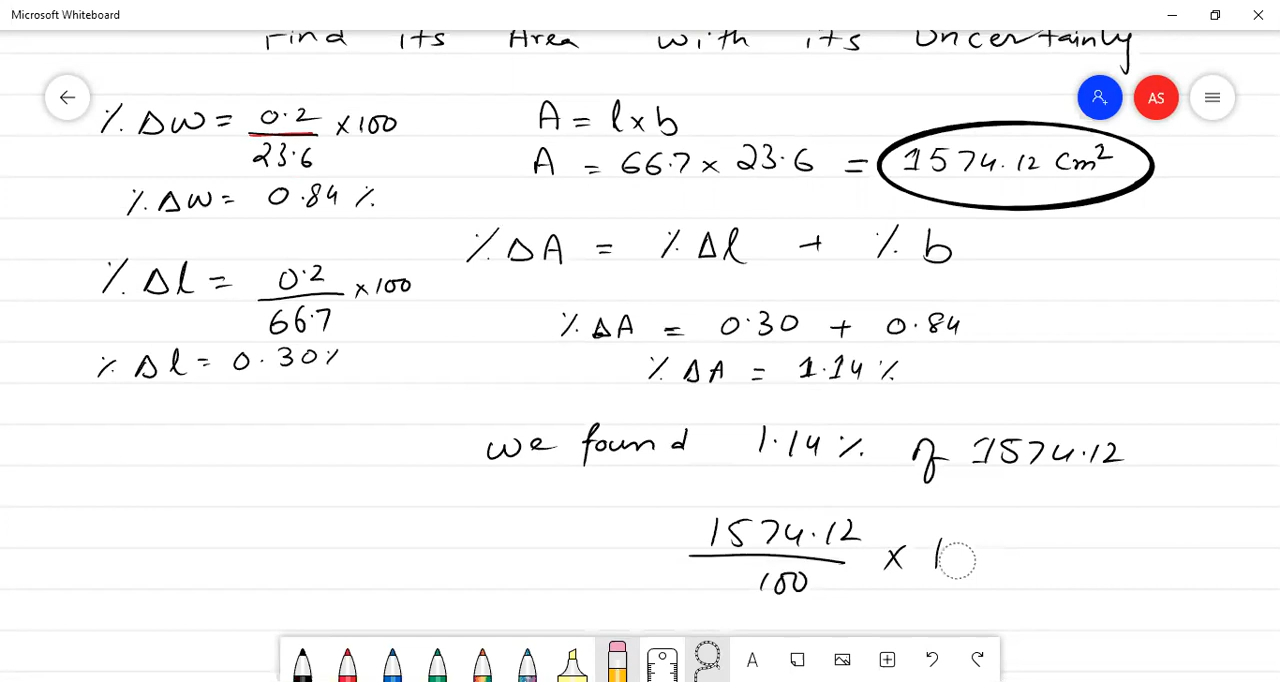 Microsoft Whiteboard
Find its Area with its Uncertainly
AS
% Δw = 0.2 / 23.6 × 100
% Δw = 0.84 %
% Δl = 0.2 / 66.7 × 100
% Δl = 0.30%
A = l × b
A = 66.7 × 23.6 = 1574.12 cm²
% ΔA = % Δl + % b
% ΔA = 0.30 + 0.84
% ΔA = 1.14 %
we found 1.14 % of 1574.12
1574.12 / 100 × 1
A